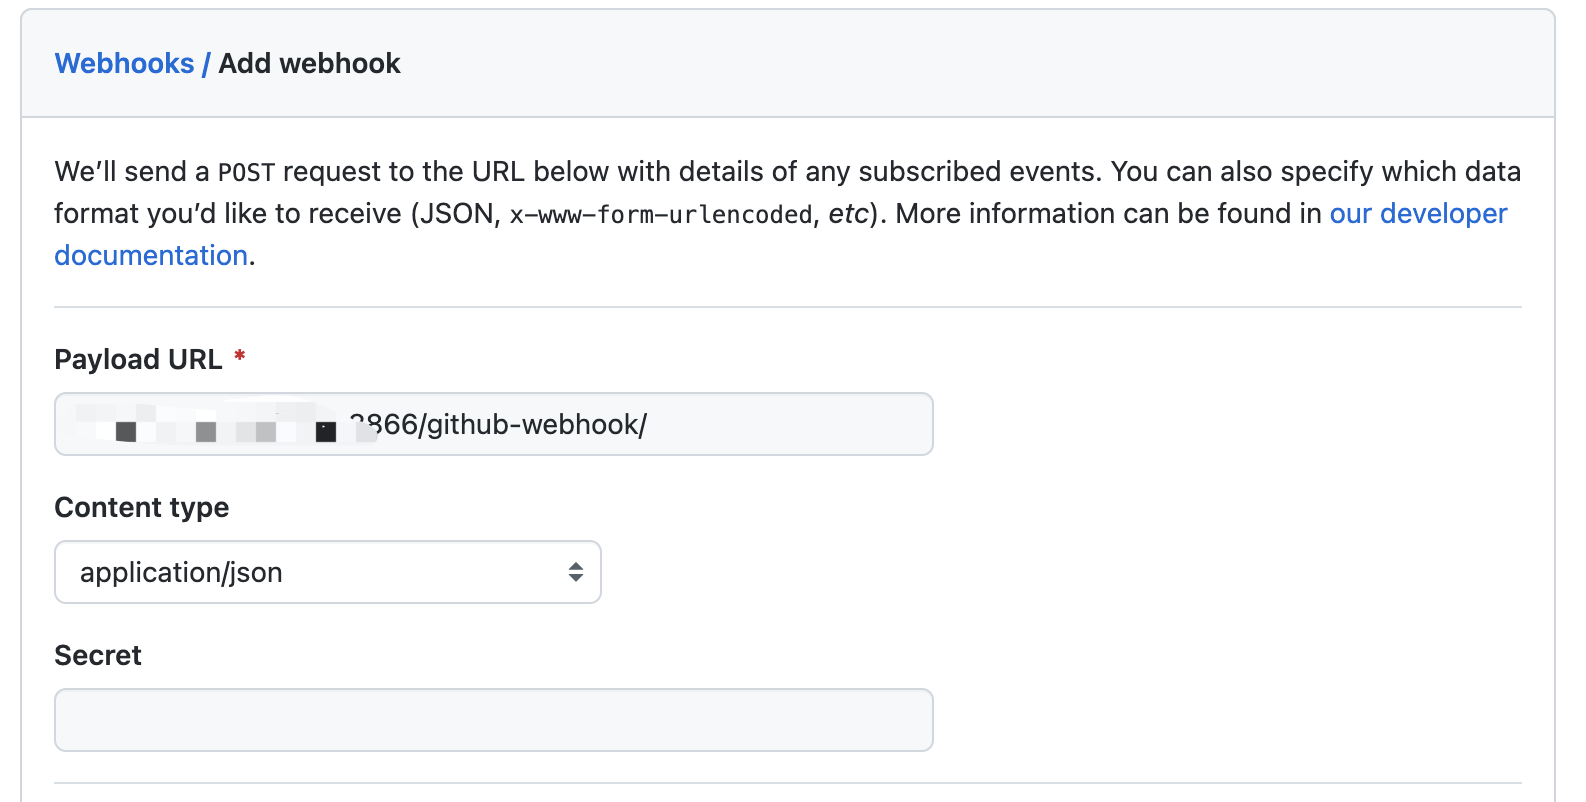 Webhooks / Add webhook
We’ll send a POST request to the URL below with details of any subscribed events. You can also specify which data
format you’d like to receive (JSON, x-www-form-urlencoded, etc). More information can be found in our developer
documentation.
Payload URL *
866/github-webhook/
Content type
application/json
Secret